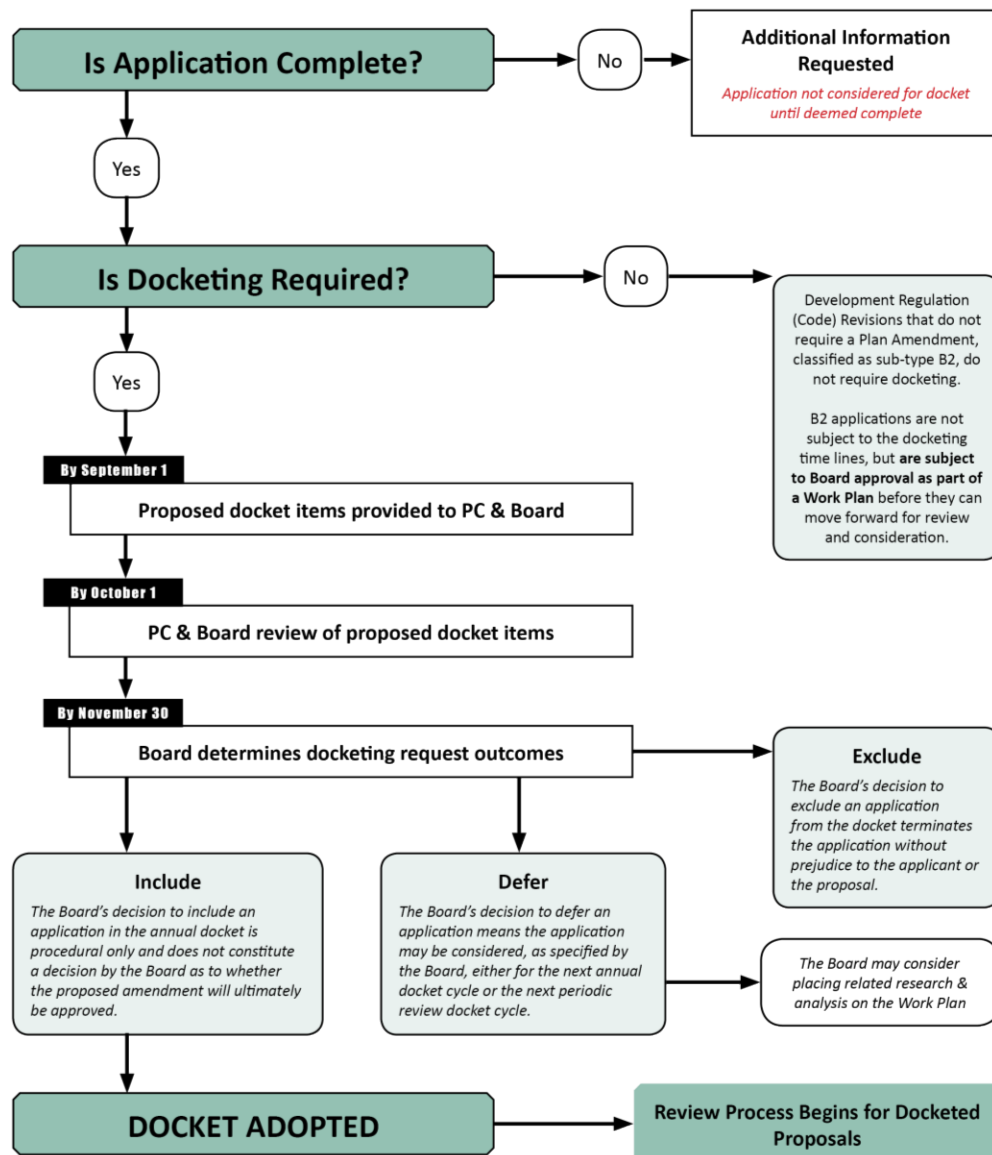 Is Application Complete?
No
Additional Information
Requested
Application not considered for docket
until deemed complete
Yes
Is Docketing Required?
No
Development Regulation
(Code) Revisions that do not
require a Plan Amendment,
classified as sub-type B2, do
not require docketing.
B2 applications are not
subject to the docketing
time lines, but are subject
to Board approval as part of
a Work Plan before they can
move forward for review
and consideration.
Yes
By September 1
Proposed docket items provided to PC & Board
By October 1
PC & Board review of proposed docket items
By November 30
Board determines docketing request outcomes
Exclude
The Board's decision to
exclude an application
from the docket terminates
the application without
prejudice to the applicant or
the proposal.
Include
The Board's decision to include an
application in the annual docket is
procedural only and does not constitute
a decision by the Board as to whether
the proposed amendment will ultimately
be approved.
Defer
The Board's decision to defer an
application means the application
may be considered, as specified by
the Board, either for the next annual
docket cycle or the next periodic
review docket cycle.
The Board may consider
placing related research &
analysis on the Work Plan
DOCKET ADOPTED
Review Process Begins for Docketed
Proposals